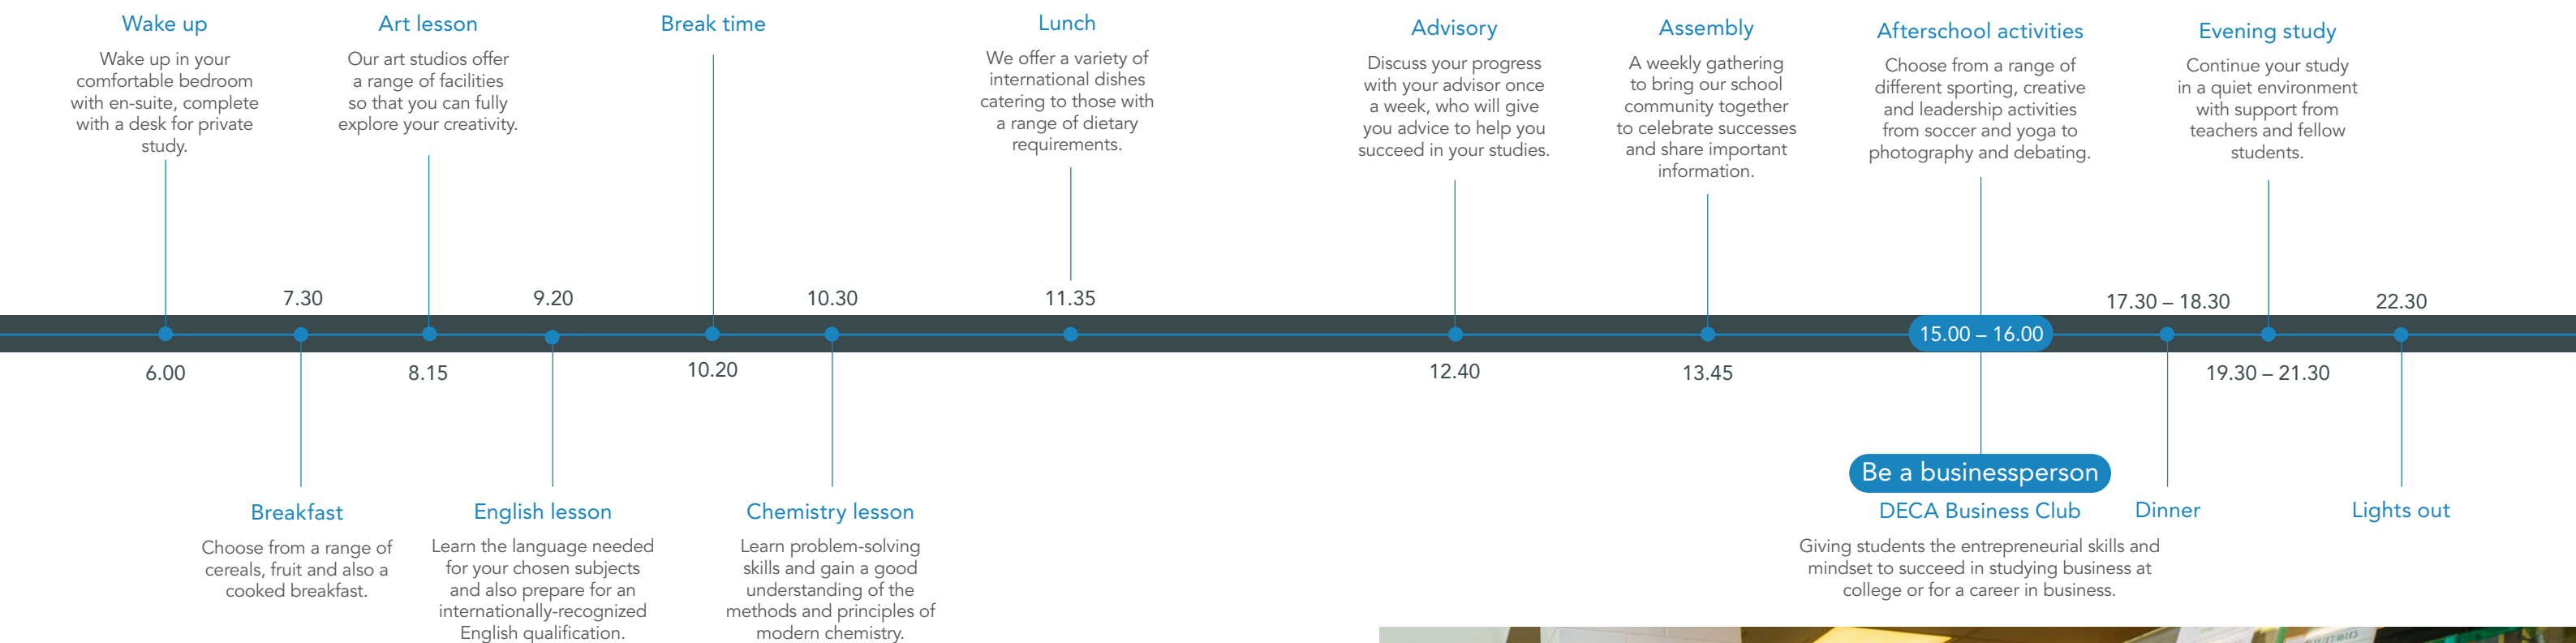 Wake up
Wake up in your
comfortable bedroom
with en-suite, complete
with a desk for private
study.
Art lesson
Our art studios offer
a range of facilities
so that you can fully
explore your creativity.
Break time
Lunch
We offer a variety of
international dishes
catering to those with
a range of dietary
requirements.
Advisory
Discuss your progress
with your advisor once
a week, who will give
you advice to help you
succeed in your studies.
Assembly
A weekly gathering
to bring our school
community together
to celebrate successes
and share important
information.
Afterschool activities
Choose from a range of
different sporting, creative
and leadership activities
from soccer and yoga to
photography and debating.
Evening study
Continue your study
in a quiet environment
with support from
teachers and fellow
students.
7.30
9.20
10.30
11.35
17.30 – 18.30
22.30
15.00 – 16.00
6.00
8.15
10.20
12.40
13.45
19.30 – 21.30
Breakfast
Choose from a range of
cereals, fruit and also a
cooked breakfast.
English lesson
Learn the language needed
for your chosen subjects
and also prepare for an
internationally-recognized
English qualification.
Chemistry lesson
Learn problem-solving
skills and gain a good
understanding of the
methods and principles of
modern chemistry.
Be a businessperson
DECA Business Club
Giving students the entrepreneurial skills and
mindset to succeed in studying business at
college or for a career in business.
Dinner
Lights out